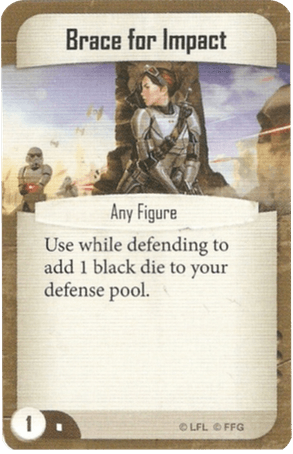 Brace for Impact
Any Figure
Use while defending to
add 1 black die to your
defense pool.
1
© LFL © FFG